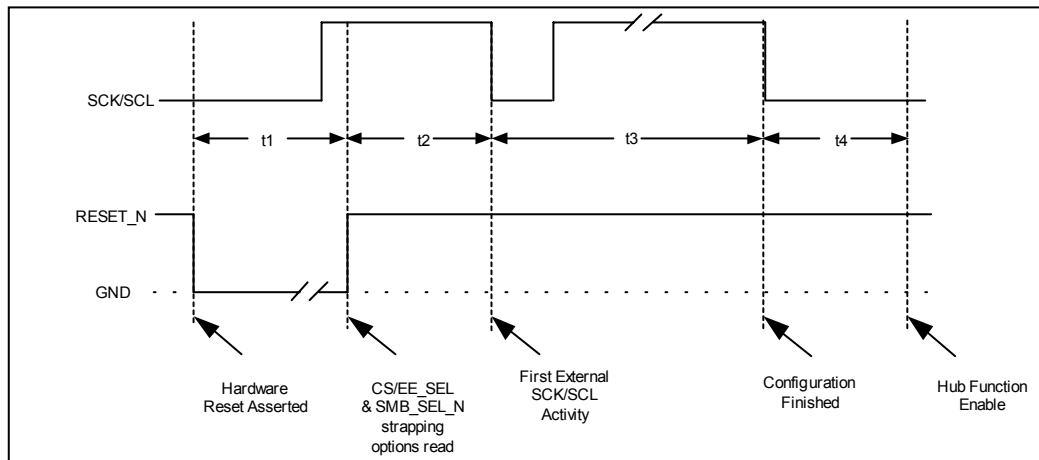 SCK/SCL
t1
t2
t3
t4
RESET_N
GND
Hardware
Reset Asserted
CS/EE_SEL
& SMB_SEL_N
strapping
options read
First External
SCK/SCL
Activity
Configuration
Finished
Hub Function
Enable